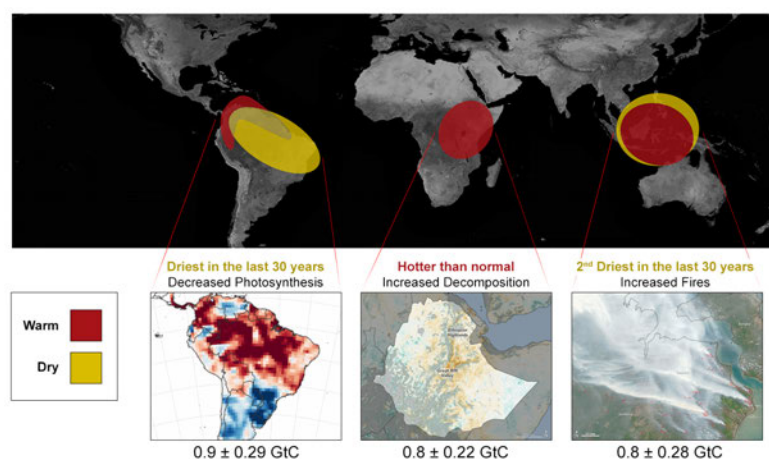 Driest in the last 30 years
Decreased Photosynthesis
Hotter than normal
Increased Decomposition
2nd Driest in the last 30 years
Increased Fires
Warm
Dry
0.9 ± 0.29 GtC
0.8 ± 0.22 GtC
0.8 ± 0.28 GtC